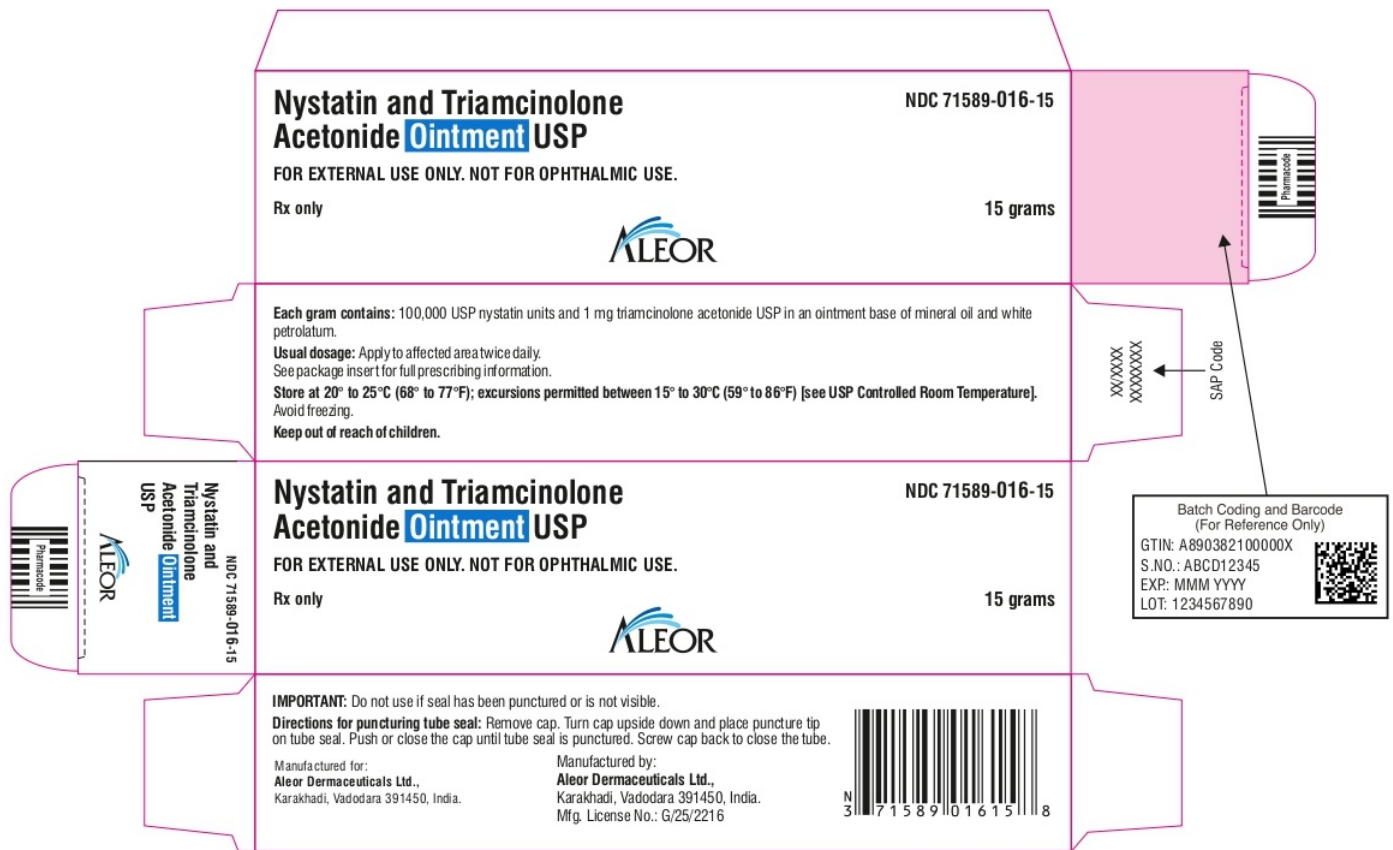 Nystatin and Triamcinolone
Acetonide Ointment USP
NDC 71589-016-15
FOR EXTERNAL USE ONLY. NOT FOR OPHTHALMIC USE.
Rx only
15 grams
ALEOR
Pharmacode
Each gram contains: 100,000 USP nystatin units and 1 mg triamcinolone acetonide USP in an ointment base of mineral oil and white
petrolatum.
Usual dosage: Apply to affected area twice daily.
See package insert for full prescribing information.
Store at 20° to 25°C (68° to 77°F); excursions permitted between 15° to 30°C (59° to 86°F) [see USP Controlled Room Temperature].
Avoid freezing.
Keep out of reach of children.
XXXXXXXX
XX/XXXX
SAP Code
Pharmacode
Nystatin and
Triamcinolone
Acetonide Ointment
USP
NDC 71589-016-15
ALEOR
Nystatin and Triamcinolone
Acetonide Ointment USP
NDC 71589-016-15
FOR EXTERNAL USE ONLY. NOT FOR OPHTHALMIC USE.
Rx only
15 grams
ALEOR
Batch Coding and Barcode
(For Reference Only)
GTIN: A890382100000X
S.NO.: ABCD12345
EXP.: MMM YYYY
LOT: 1234567890
IMPORTANT: Do not use if seal has been punctured or is not visible.
Directions for puncturing tube seal: Remove cap. Turn cap upside down and place puncture tip
on tube seal. Push or close the cap until tube seal is punctured. Screw cap back to close the tube.
Manufactured for:
Aleor Dermaceuticals Ltd.,
Karakhadi, Vadodara 391450, India.
Manufactured by:
Aleor Dermaceuticals Ltd.,
Karakhadi, Vadodara 391450, India.
Mfg. License No.: G/25/2216
N
3 71589 01615 8